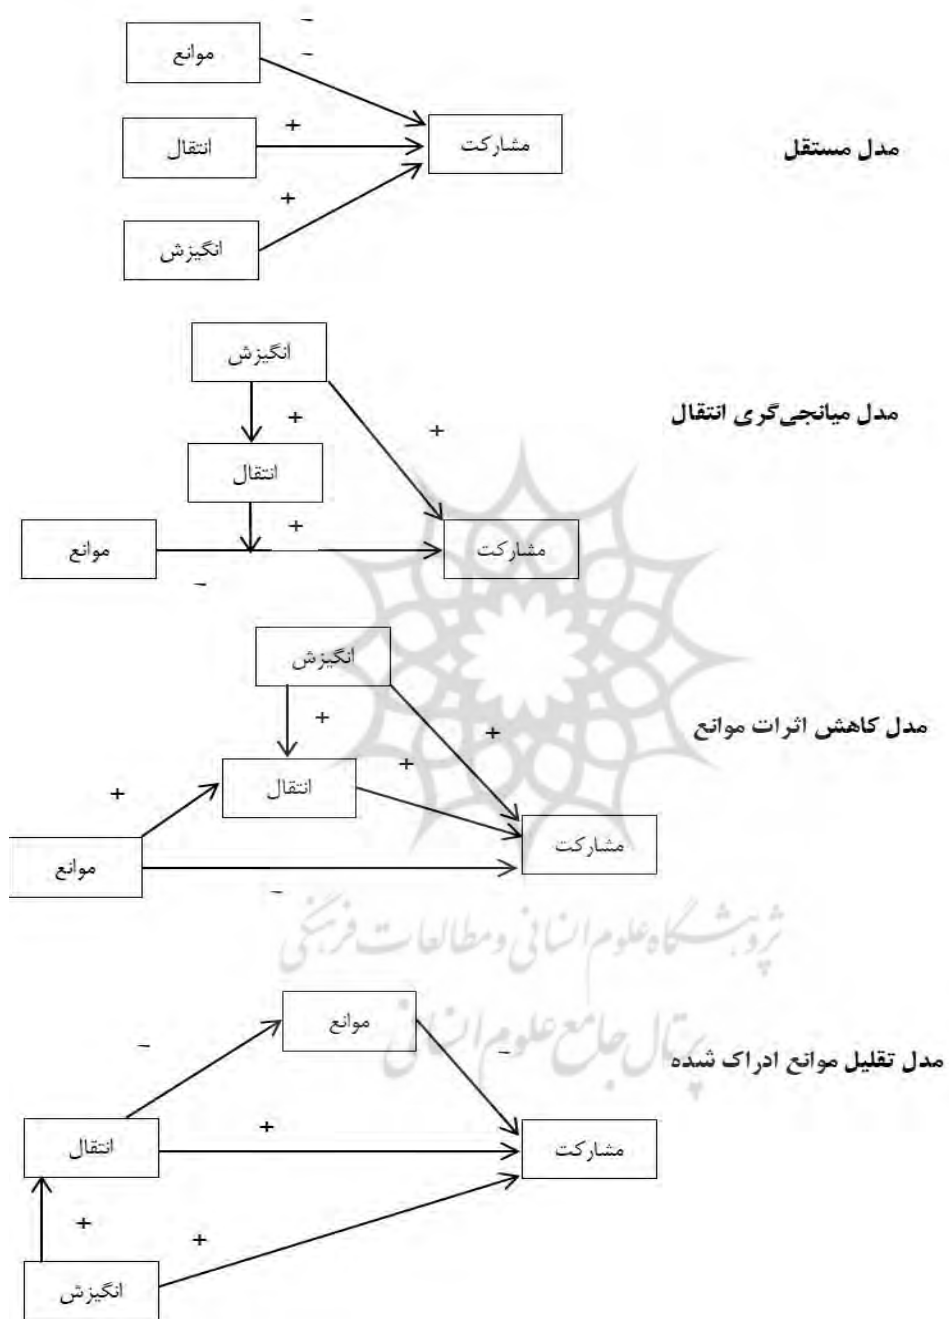 موانع
انتقال
انگیزش
مشارکت
مدل مستقل
-
-
+
+
انگیزش
انتقال
موانع
مشارکت
مدل میانجی‌گری انتقال
+
+
+
-
انگیزش
انتقال
موانع
مشارکت
مدل کاهش اثرات موانع
+
+
+
+
-
پژوهشگاه علوم انسانی و مطالعات فرهنگی
پرتال جامع علوم انسانی
موانع
انتقال
انگیزش
مشارکت
مدل تقلیل موانع ادراک شده
-
-
+
+
+